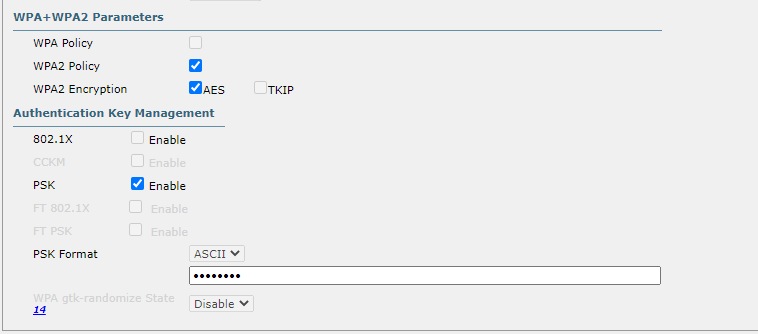 WPA+WPA2 Parameters
WPA Policy
WPA2 Policy
WPA2 Encryption AES TKIP
Authentication Key Management
802.1X Enable
CCKM Enable
PSK Enable
FT 802.1X Enable
FT PSK Enable
PSK Format ASCII
••••••••
WPA gtk-randomize State Disable
14